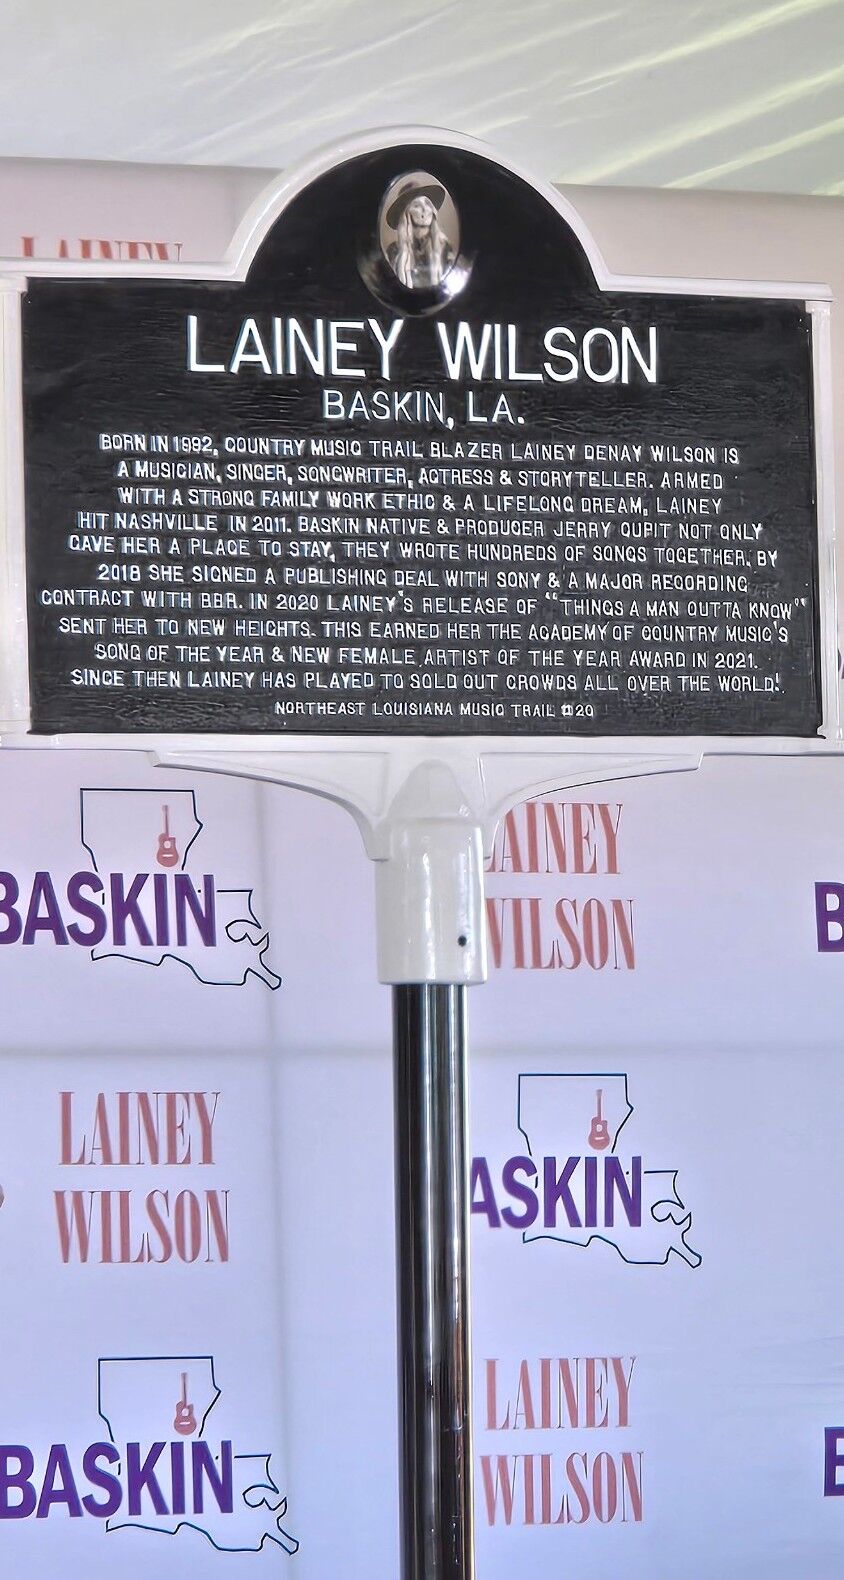 LAINEY
LAINEY WILSON
BASKIN, LA.
BORN IN 1992, COUNTRY MUSIC TRAIL BLAZER LAINEY DENAY WILSON IS
A MUSICIAN, SINGER, SONGWRITER, ACTRESS & STORYTELLER. ARMED
WITH A STRONG FAMILY WORK ETHIC & A LIFELONG DREAM, LAINEY
HIT NASHVILLE IN 2011. BASKIN NATIVE & PRODUCER JERRY CUPIT NOT ONLY
GAVE HER A PLACE TO STAY, THEY WROTE HUNDREDS OF SONGS TOGETHER. BY
2018 SHE SIGNED A PUBLISHING DEAL WITH SONY & A MAJOR RECORDING
CONTRACT WITH BBR. IN 2020 LAINEY'S RELEASE OF "THINGS A MAN OUTTA KNOW"
SENT HER TO NEW HEIGHTS. THIS EARNED HER THE ACADEMY OF COUNTRY MUSIC'S
SONG OF THE YEAR & NEW FEMALE ARTIST OF THE YEAR AWARD IN 2021.
SINCE THEN LAINEY HAS PLAYED TO SOLD OUT CROWDS ALL OVER THE WORLD!
NORTHEAST LOUISIANA MUSIC TRAIL #20
LAINEY
BASKIN
WILSON
B
LAINEY
WILSON
ASKIN
LAINEY
BASKIN
WILSON
B